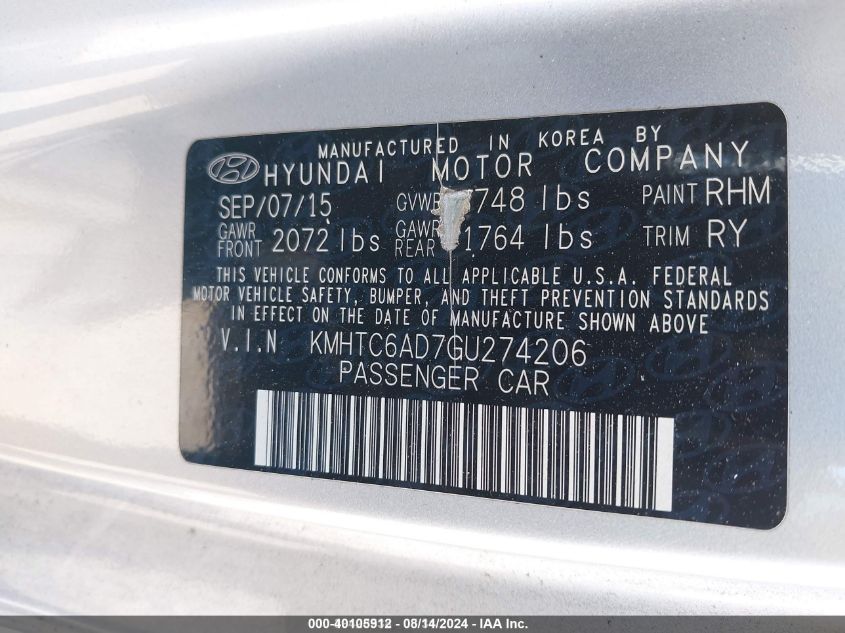 MANUFACTURED IN KOREA BY
HYUNDAI MOTOR COMPANY
SEP/07/15 748 lbs PAINT RHM
GAWR FRONT 2072 lbs GAWR REAR 1764 lbs TRIM RY
THIS VEHICLE CONFORMS TO ALL APPLICABLE U.S.A. FEDERAL
MOTOR VEHICLE SAFETY, BUMPER, AND THEFT PREVENTION STANDARDS
IN EFFECT ON THE DATE OF MANUFACTURE SHOWN ABOVE
V.I.N KMHTC6AD7GU274206
PASSENGER CAR
000-40105912 - 08/14/2024 - IAA Inc.